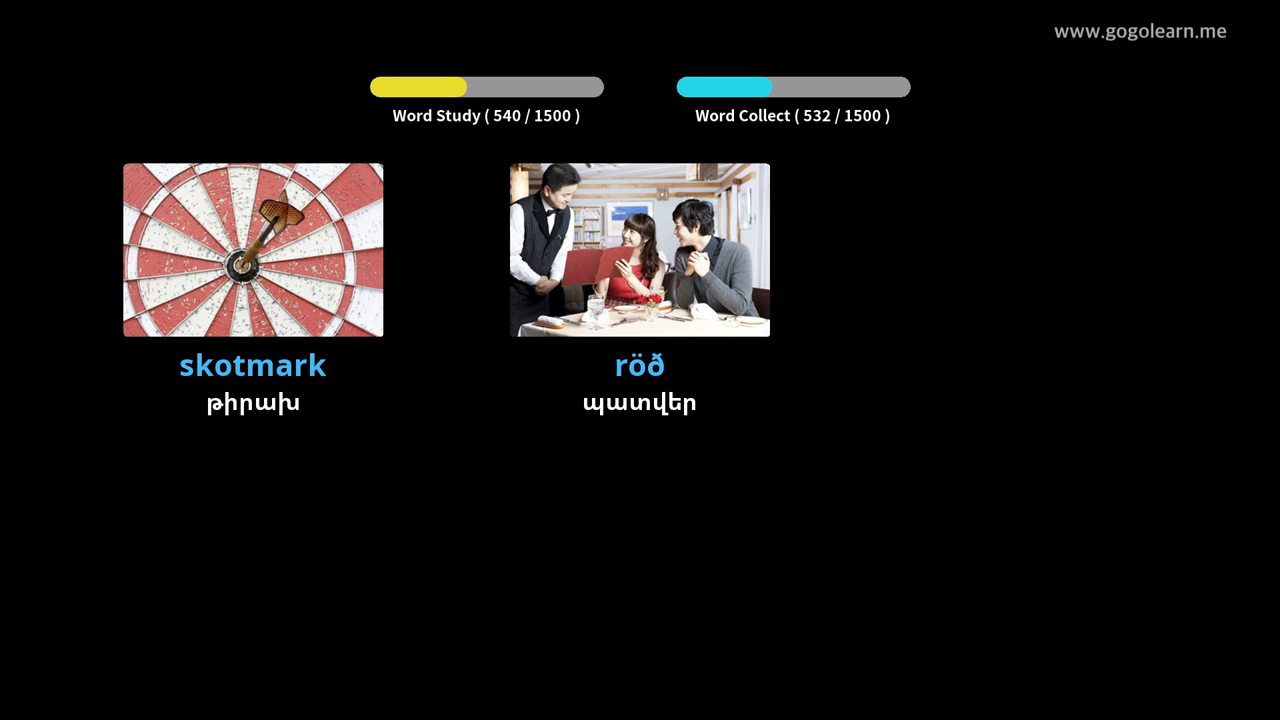 www.gogolearn.me
Word Study ( 540 / 1500 )
Word Collect ( 532 / 1500 )
skotmark
թիրախ
röð
պատվեր